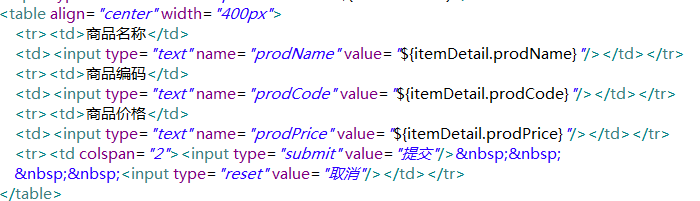 <table align="center" width="400px">
<tr><td>商品名称</td>
<td><input type="text" name="prodName" value="${itemDetail.prodName}"/></td></tr>
<tr><td>商品编码</td>
<td><input type="text" name="prodCode" value="${itemDetail.prodCode}"/></td></tr>
<tr><td>商品价格</td>
<td><input type="text" name="prodPrice" value="${itemDetail.prodPrice}"/></td></tr>
<tr><td colspan="2"><input type="submit" value="提交"/>&nbsp;&nbsp;
&nbsp;&nbsp;<input type="reset" value="取消"/></td></tr>
</table>